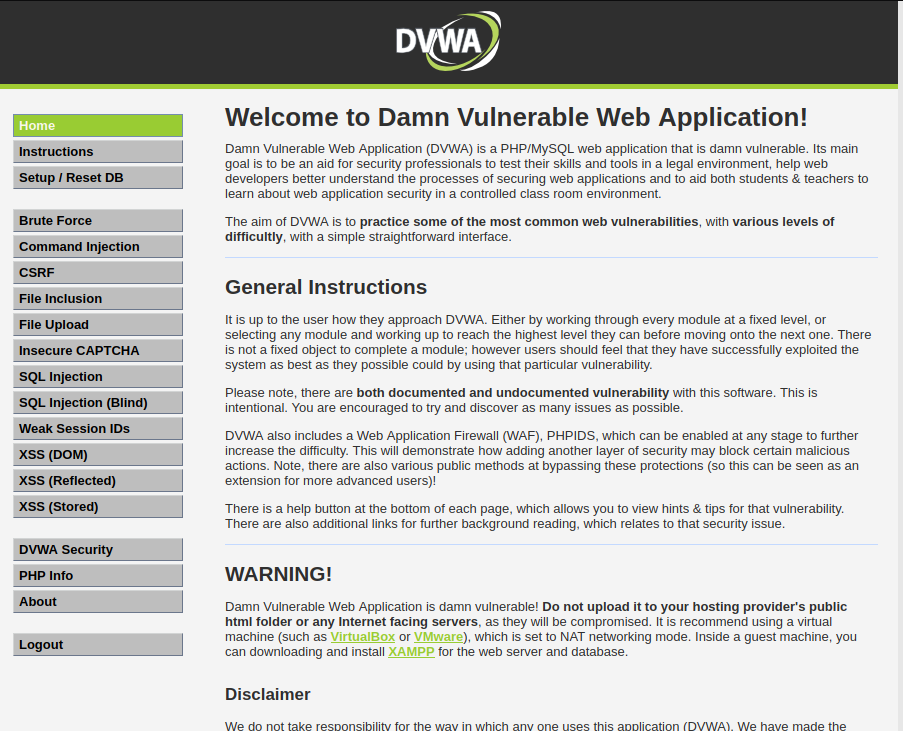 DVWA
Home
Instructions
Setup / Reset DB
Brute Force
Command Injection
CSRF
File Inclusion
File Upload
Insecure CAPTCHA
SQL Injection
SQL Injection (Blind)
Weak Session IDs
XSS (DOM)
XSS (Reflected)
XSS (Stored)
DVWA Security
PHP Info
About
Logout
Welcome to Damn Vulnerable Web Application!
Damn Vulnerable Web Application (DVWA) is a PHP/MySQL web application that is damn vulnerable. Its main
goal is to be an aid for security professionals to test their skills and tools in a legal environment, help web
developers better understand the processes of securing web applications and to aid both students & teachers to
learn about web application security in a controlled class room environment.
The aim of DVWA is to practice some of the most common web vulnerabilities, with various levels of
difficultly, with a simple straightforward interface.
General Instructions
It is up to the user how they approach DVWA. Either by working through every module at a fixed level, or
selecting any module and working up to reach the highest level they can before moving onto the next one. There
is not a fixed object to complete a module; however users should feel that they have successfully exploited the
system as best as they possible could by using that particular vulnerability.
Please note, there are both documented and undocumented vulnerability with this software. This is
intentional. You are encouraged to try and discover as many issues as possible.
DVWA also includes a Web Application Firewall (WAF), PHPIDS, which can be enabled at any stage to further
increase the difficulty. This will demonstrate how adding another layer of security may block certain malicious
actions. Note, there are also various public methods at bypassing these protections (so this can be seen as an
extension for more advanced users)!
There is a help button at the bottom of each page, which allows you to view hints & tips for that vulnerability.
There are also additional links for further background reading, which relates to that security issue.
WARNING!
Damn Vulnerable Web Application is damn vulnerable! Do not upload it to your hosting provider's public
html folder or any Internet facing servers, as they will be compromised. It is recommend using a virtual
machine (such as VirtualBox or VMware), which is set to NAT networking mode. Inside a guest machine, you
can downloading and install XAMPP for the web server and database.
Disclaimer
We do not take responsibility for the way in which any one uses this application (DVWA). We have made the